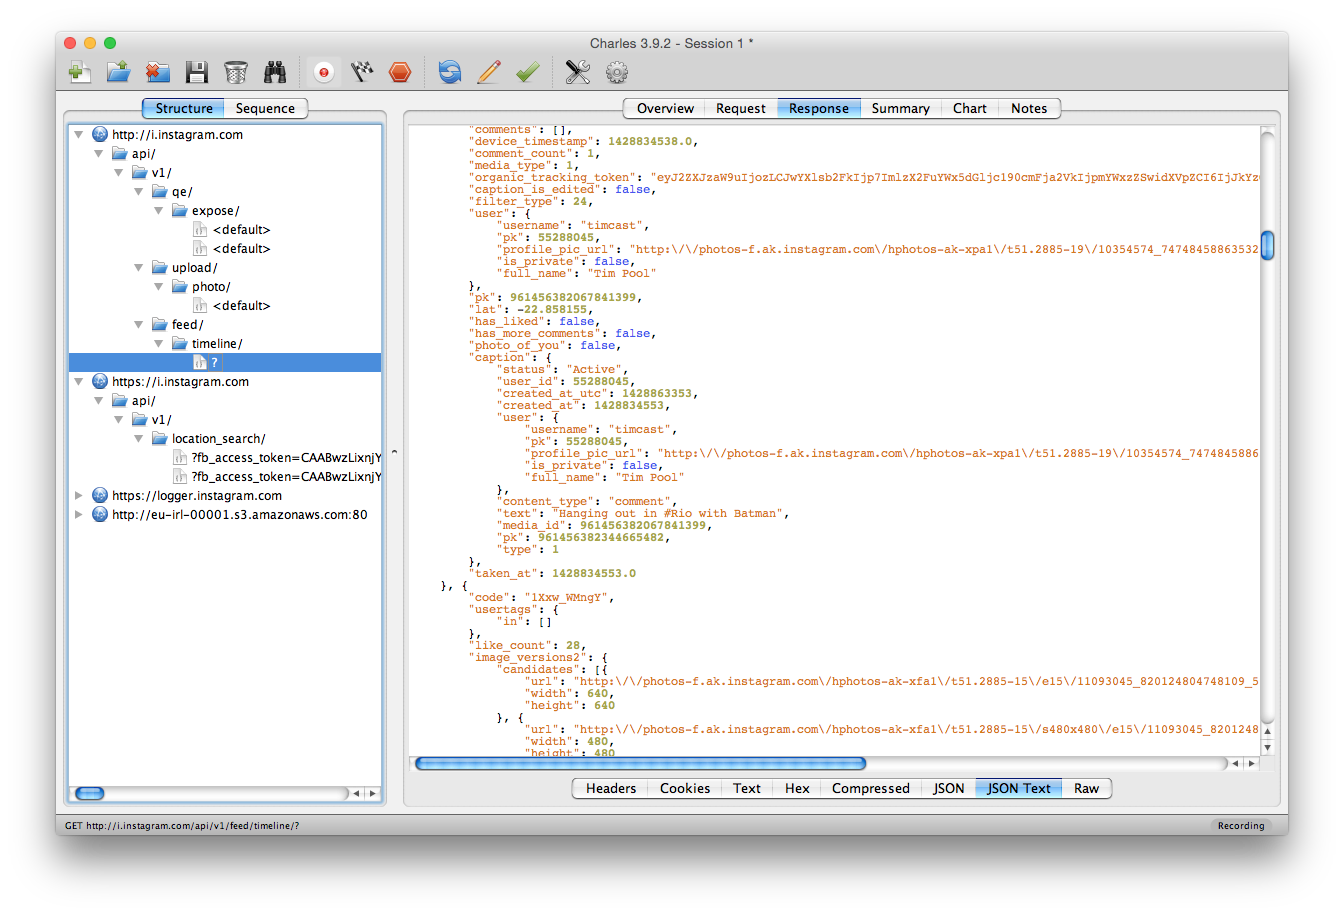 Charles 3.9.2 - Session 1 *
Structure Sequence
Overview Request Response Summary Chart Notes
http://i.instagram.com
api/
v1/
qe/
expose/
<default>
<default>
upload/
photo/
<default>
feed/
timeline/
?
https://i.instagram.com
api/
v1/
location_search/
?fb_access_token=CAABwzLixnjY
?fb_access_token=CAABwzLixnjY
https://logger.instagram.com
http://eu-irl-00001.s3.amazonaws.com:80
"comments": [],
"device_timestamp": 1428834538.0,
"comment_count": 1,
"media_type": 1,
"organic_tracking_token":
"caption_is_edited": false,
"filter_type": 24,
"user": {
"username": "timcast",
"pk": 55288045,
"profile_pic_url": "http:\/\/photos-f.ak.instagram.com\/hphotos-ak-xpa1\/t51.2885-19\/10354574_74748458863532
"is_private": false,
"full_name": "Tim Pool"
},
"pk": 961456382067841399,
"lat": -22.858155,
"has_liked": false,
"has_more_comments": false,
"photo_of_you": false,
"caption": {
"status": "Active",
"user_id": 55288045,
"created_at_utc": 1428863353,
"created_at": 1428834553,
"user": {
"username": "timcast",
"pk": 55288045,
"profile_pic_url": "http:\/\/photos-f.ak.instagram.com\/hphotos-ak-xpa1\/t51.2885-19\/10354574_7474845886
"is_private": false,
"full_name": "Tim Pool"
},
"content_type": "comment",
"text": "Hanging out in #Rio with Batman",
"media_id": 961456382067841399,
"pk": 961456382344665482,
"type": 1
},
"taken_at": 1428834553.0
}, {
"code": "1Xxw_WMngY",
"usertags": {
"in": []
},
"like_count": 28,
"image_versions2": {
"candidates": [{
"url": "http:\/\/photos-f.ak.instagram.com\/hphotos-ak-xfa1\/t51.2885-15\/e15\/11093045_820124804748109_5
"width": 640,
"height": 640
}, {
"url": "http:\/\/photos-f.ak.instagram.com\/hphotos-ak-xfa1\/t51.2885-15\/s480x480\/e15\/11093045_8201248
"width": 480,
"height": 480
Headers Cookies Text Hex Compressed JSON JSON Text Raw
GET http://i.instagram.com/api/v1/feed/timeline/?
Recording